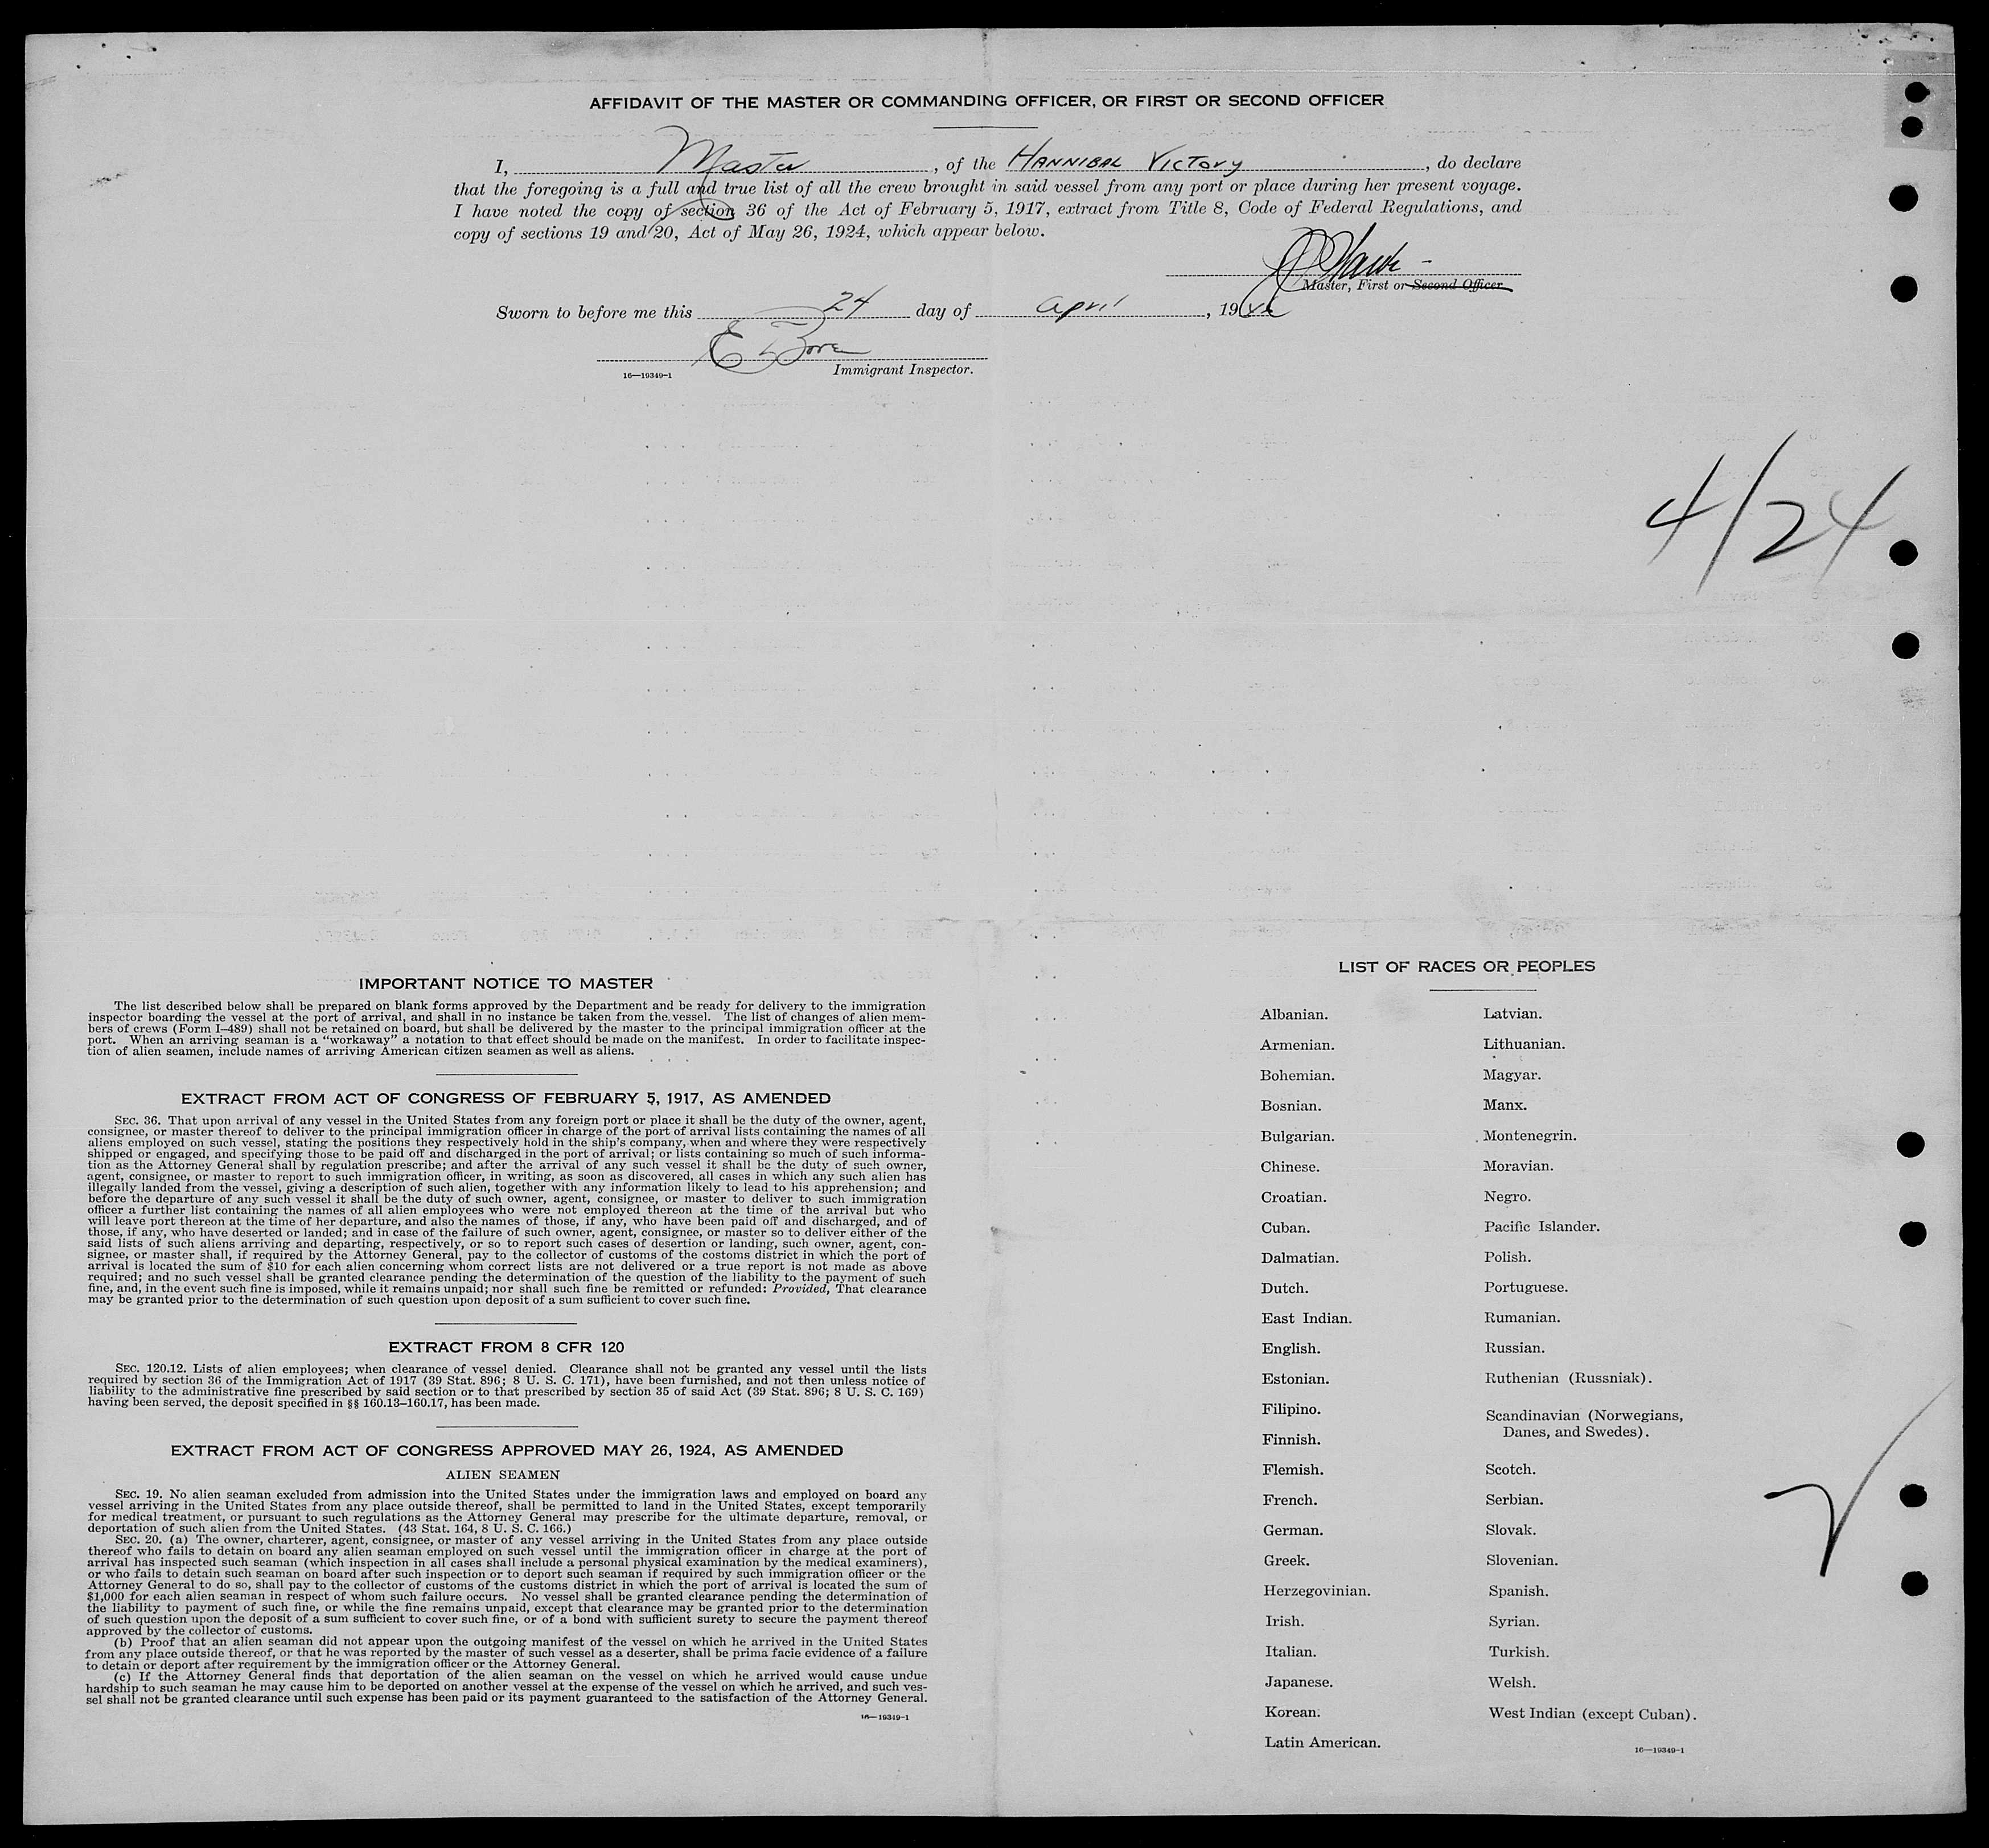 AFFIDAVIT OF THE MASTER OR COMMANDING OFFICER, OR FIRST OR SECOND OFFICER
I, Master, of the HANNIBAL VICTORY, do declare
that the foregoing is a full and true list of all the crew brought in said vessel from any port or place during her present voyage.
I have noted the copy of section 36 of the Act of February 5, 1917, extract from Title 8, Code of Federal Regulations, and
copy of sections 19 and 20, Act of May 26, 1924, which appear below.
Master, First or Second Officer
Sworn to before me this 24 day of April, 19
E
16—19349-1 Immigrant Inspector.
4/24
IMPORTANT NOTICE TO MASTER
The list described below shall be prepared on blank forms approved by the Department and be ready for delivery to the immigration
inspector boarding the vessel at the port of arrival, and shall in no instance be taken from the vessel. The list of changes of alien mem-
bers of crews (Form I–489) shall not be retained on board, but shall be delivered by the master to the principal immigration officer at the
port. When an arriving seaman is a “workaway” a notation to that effect should be made on the manifest. In order to facilitate inspec-
tion of alien seamen, include names of arriving American citizen seamen as well as aliens.
EXTRACT FROM ACT OF CONGRESS OF FEBRUARY 5, 1917, AS AMENDED
SEC. 36. That upon arrival of any vessel in the United States from any foreign port or place it shall be the duty of the owner, agent,
consignee, or master thereof to deliver to the principal immigration officer in charge of the port of arrival lists containing the names of all
aliens employed on such vessel, stating the positions they respectively hold in the ship's company, when and where they were respectively
shipped or engaged, and specifying those to be paid off and discharged in the port of arrival; or lists containing so much of such informa-
tion as the Attorney General shall by regulation prescribe; and after the arrival of any such vessel it shall be the duty of such owner,
agent, consignee, or master to report to such immigration officer, in writing, as soon as discovered, all cases in which any such alien has
illegally landed from the vessel, giving a description of such alien, together with any information likely to lead to his apprehension; and
before the departure of any such vessel it shall be the duty of such owner, agent, consignee, or master to deliver to such immigration
officer a further list containing the names of all alien employees who were not employed thereon at the time of the arrival but who
will leave port thereon at the time of her departure, and also the names of those, if any, who have been paid off and discharged, and of
those, if any, who have deserted or landed; and in case of the failure of such owner, agent, consignee, or master so to deliver either of the
said lists of such aliens arriving and departing, respectively, or so to report such cases of desertion or landing, such owner, agent, con-
signee, or master shall, if required by the Attorney General, pay to the collector of customs of the costoms district in which the port of
arrival is located the sum of $10 for each alien concerning whom correct lists are not delivered or a true report is not made as above
required; and no such vessel shall be granted clearance pending the determination of the question of the liability to the payment of such
fine, and, in the event such fine is imposed, while it remains unpaid; nor shall such fine be remitted or refunded: Provided, That clearance
may be granted prior to the determination of such question upon deposit of a sum sufficient to cover such fine.
EXTRACT FROM 8 CFR 120
SEC. 120.12. Lists of alien employees; when clearance of vessel denied. Clearance shall not be granted any vessel until the lists
required by section 36 of the Immigration Act of 1917 (39 Stat. 896; 8 U. S. C. 171), have been furnished, and not then unless notice of
liability to the administrative fine prescribed by said section or to that prescribed by section 35 of said Act (39 Stat. 896; 8 U. S. C. 169)
having been served, the deposit specified in §§ 160.13–160.17, has been made.
EXTRACT FROM ACT OF CONGRESS APPROVED MAY 26, 1924, AS AMENDED
ALIEN SEAMEN
SEC. 19. No alien seaman excluded from admission into the United States under the immigration laws and employed on board any
vessel arriving in the United States from any place outside thereof, shall be permitted to land in the United States, except temporarily
for medical treatment, or pursuant to such regulations as the Attorney General may prescribe for the ultimate departure, removal, or
deportation of such alien from the United States. (43 Stat. 164, 8 U. S. C. 166.)
SEC. 20. (a) The owner, charterer, agent, consignee, or master of any vessel arriving in the United States from any place outside
thereof who fails to detain on board any alien seaman employed on such vessel until the immigration officer in charge at the port of
arrival has inspected such seaman (which inspection in all cases shall include a personal physical examination by the medical examiners),
or who fails to detain such seaman on board after such inspection or to deport such seaman if required by such immigration officer or the
Attorney General to do so, shall pay to the collector of customs of the customs district in which the port of arrival is located the sum of
$1,000 for each alien seaman in respect of whom such failure occurs. No vessel shall be granted clearance pending the determination of
the liability to payment of such fine, or while the fine remains unpaid, except that clearance may be granted prior to the determination
of such question upon the deposit of a sum sufficient to cover such fine, or of a bond with sufficient surety to secure the payment thereof
approved by the collector of customs.
(b) Proof that an alien seaman did not appear upon the outgoing manifest of the vessel on which he arrived in the United States
from any place outside thereof, or that he was reported by the master of such vessel as a deserter, shall be prima facie evidence of a failure
to detain or deport after requirement by the immigration officer or the Attorney General.
(c) If the Attorney General finds that deportation of the alien seaman on the vessel on which he arrived would cause undue
hardship to such seaman he may cause him to be deported on another vessel at the expense of the vessel on which he arrived, and such ves-
sel shall not be granted clearance until such expense has been paid or its payment guaranteed to the satisfaction of the Attorney General.
16—19349-1
LIST OF RACES OR PEOPLES
Albanian.
Armenian.
Bohemian.
Bosnian.
Bulgarian.
Chinese.
Croatian.
Cuban.
Dalmatian.
Dutch.
East Indian.
English.
Estonian.
Filipino.
Finnish.
Flemish.
French.
German.
Greek.
Herzegovinian.
Irish.
Italian.
Japanese.
Korean.
Latin American.
Latvian.
Lithuanian.
Magyar.
Manx.
Montenegrin.
Moravian.
Negro.
Pacific Islander.
Polish.
Portuguese.
Rumanian.
Russian.
Ruthenian (Russniak).
Scandinavian (Norwegians,
Danes, and Swedes).
Scotch.
Serbian.
Slovak.
Slovenian.
Spanish.
Syrian.
Turkish.
Welsh.
West Indian (except Cuban).
16—19349-1